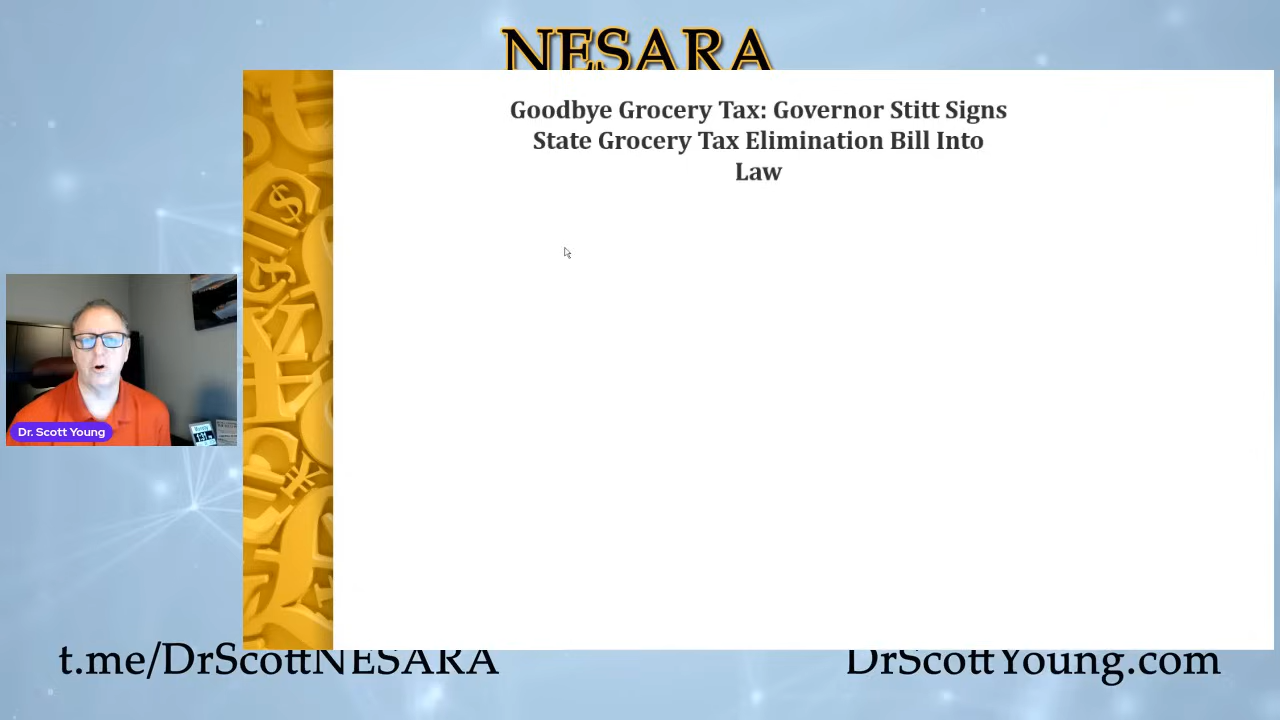 NESARA
Goodbye Grocery Tax: Governor Stitt Signs
State Grocery Tax Elimination Bill Into
Law
Dr. Scott Young
t.me/DrScottNESARA
DrScottYoung.com